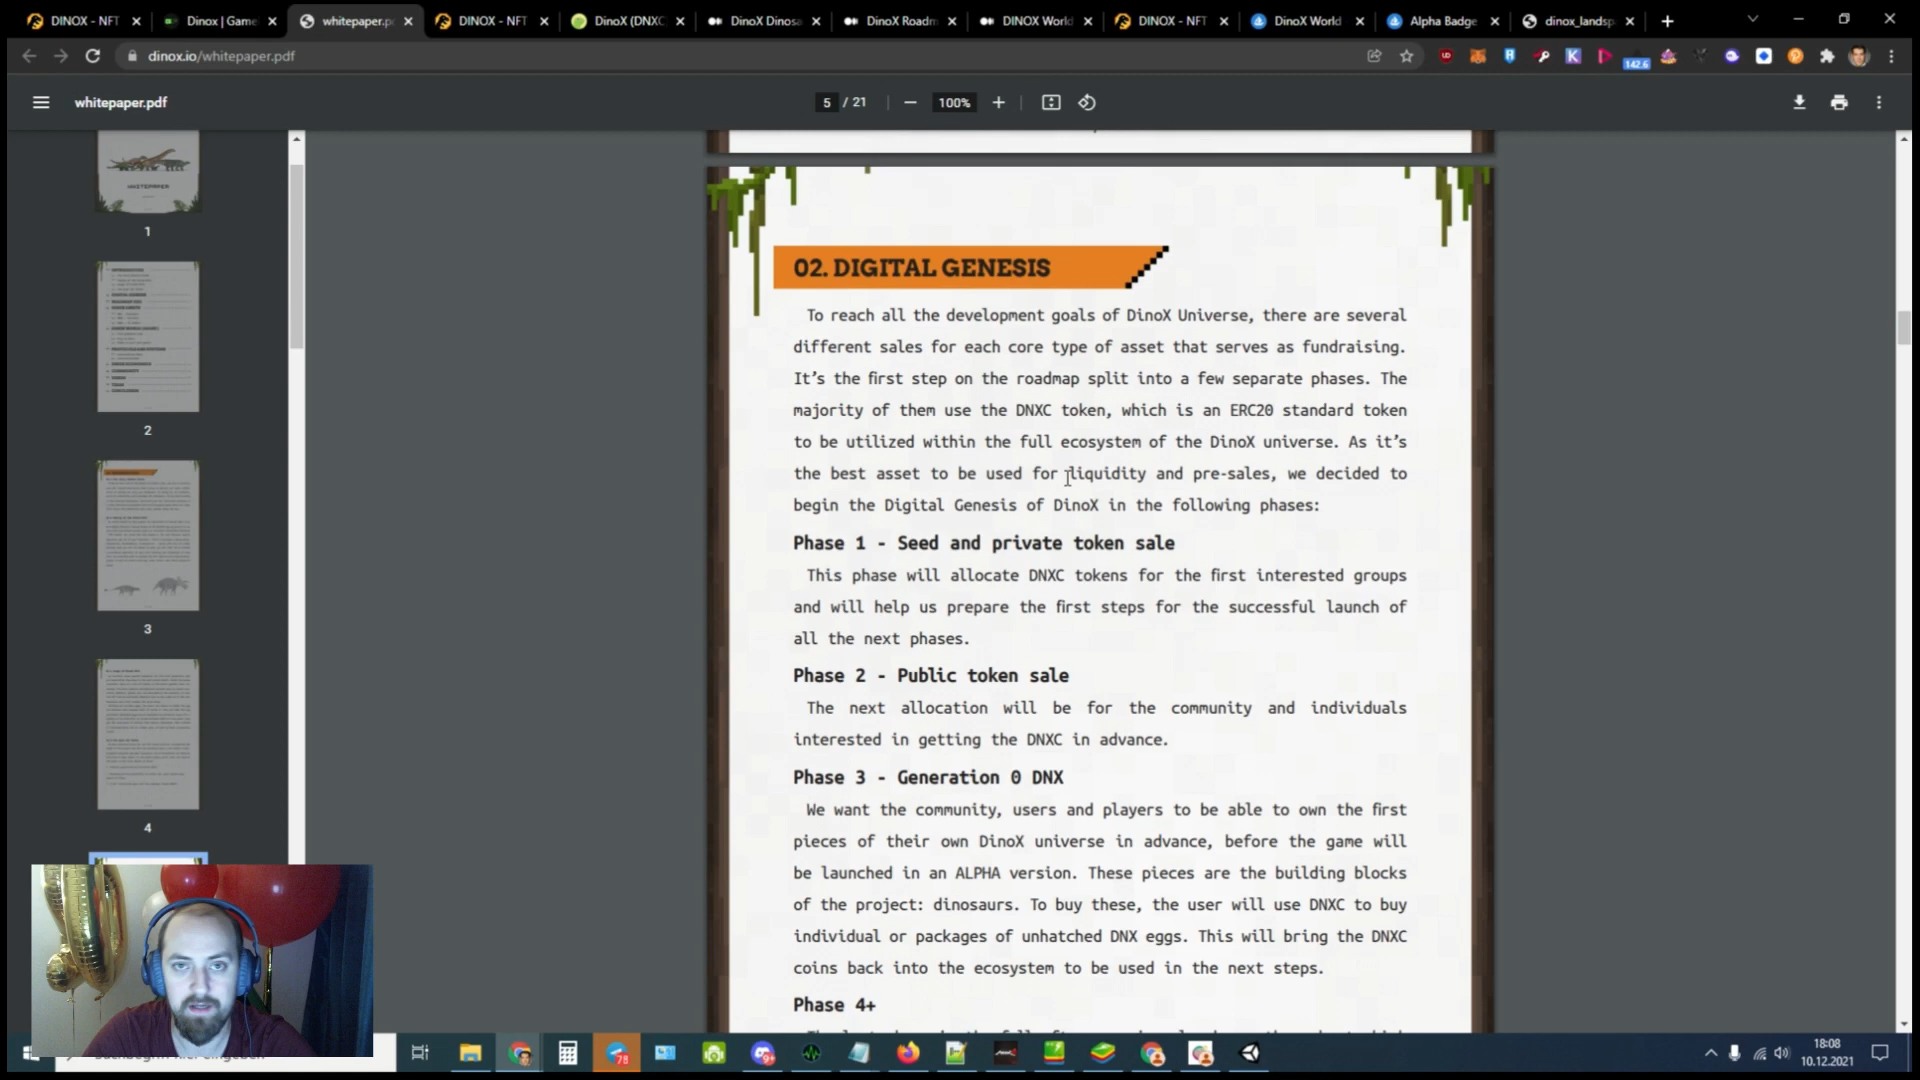 DINOX - NFT
Dinox | Game
whitepaper.p
DINOX - NFT
DinoX (DNXC
DinoX Dinosa
DinoX Roadm
DINOX World
DINOX - NFT
DinoX World
Alpha Badge
dinox_landsp
dinox.io/whitepaper.pdf
142.6
whitepaper.pdf
5 / 21
100%
WHITEPAPER
1
2
3
4
02. DIGITAL GENESIS
To reach all the development goals of DinoX Universe, there are several
different sales for each core type of asset that serves as fundraising.
It's the first step on the roadmap split into a few separate phases. The
majority of them use the DNXC token, which is an ERC20 standard token
to be utilized within the full ecosystem of the DinoX universe. As it's
the best asset to be used for liquidity and pre-sales, we decided to
begin the Digital Genesis of DinoX in the following phases:
Phase 1 - Seed and private token sale
This phase will allocate DNXC tokens for the first interested groups
and will help us prepare the first steps for the successful launch of
all the next phases.
Phase 2 - Public token sale
The next allocation will be for the community and individuals
interested in getting the DNXC in advance.
Phase 3 - Generation 0 DNX
We want the community, users and players to be able to own the first
pieces of their own DinoX universe in advance, before the game will
be launched in an ALPHA version. These pieces are the building blocks
of the project: dinosaurs. To buy these, the user will use DNXC to buy
individual or packages of unhatched DNX eggs. This will bring the DNXC
coins back into the ecosystem to be used in the next steps.
Phase 4+
78
18:08
10.12.2021